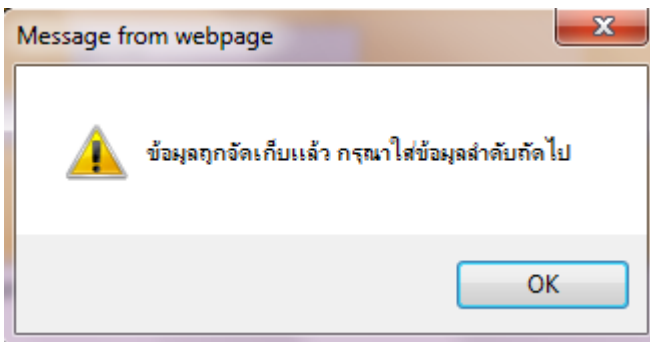 Message from webpage
ข้อมูลถูกจัดเก็บแล้ว กรุณาใส่ข้อมูลลำดับถัดไป
OK